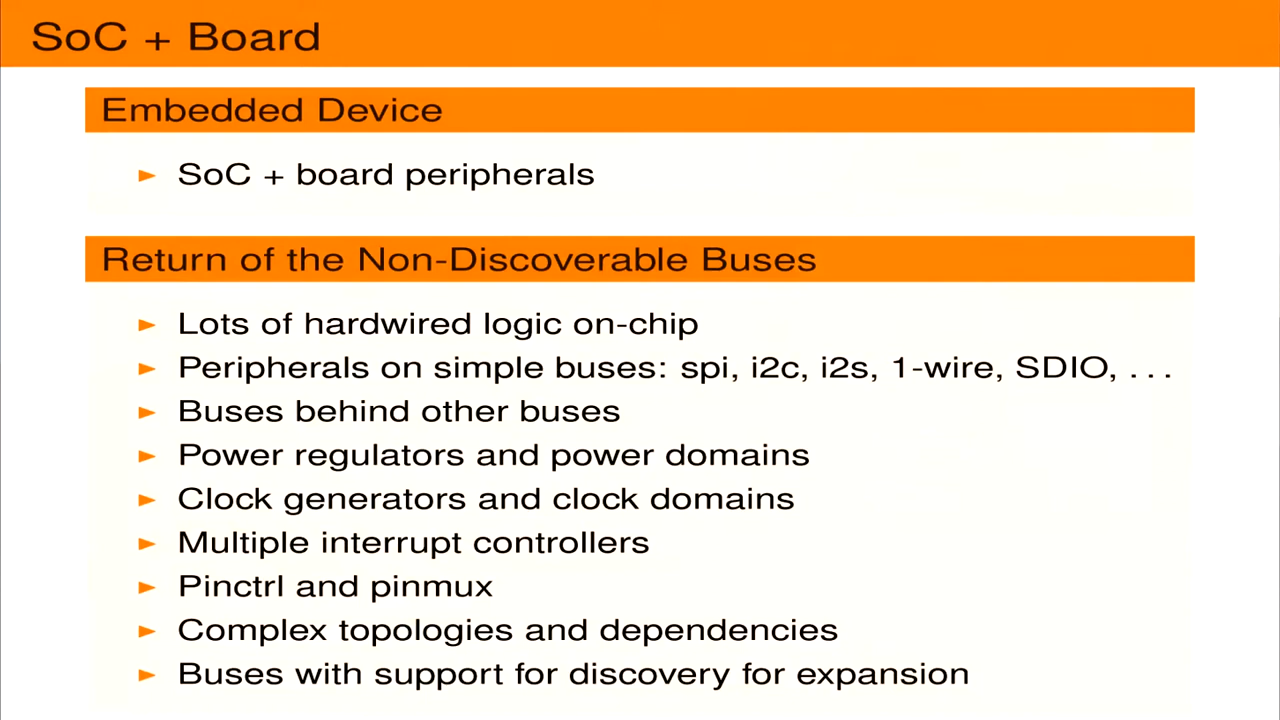 SoC + Board
Embedded Device
► SoC + board peripherals
Return of the Non-Discoverable Buses
► Lots of hardwired logic on-chip
► Peripherals on simple buses: spi, i2c, i2s, 1-wire, SDIO, . . .
► Buses behind other buses
► Power regulators and power domains
► Clock generators and clock domains
► Multiple interrupt controllers
► Pinctrl and pinmux
► Complex topologies and dependencies
► Buses with support for discovery for expansion